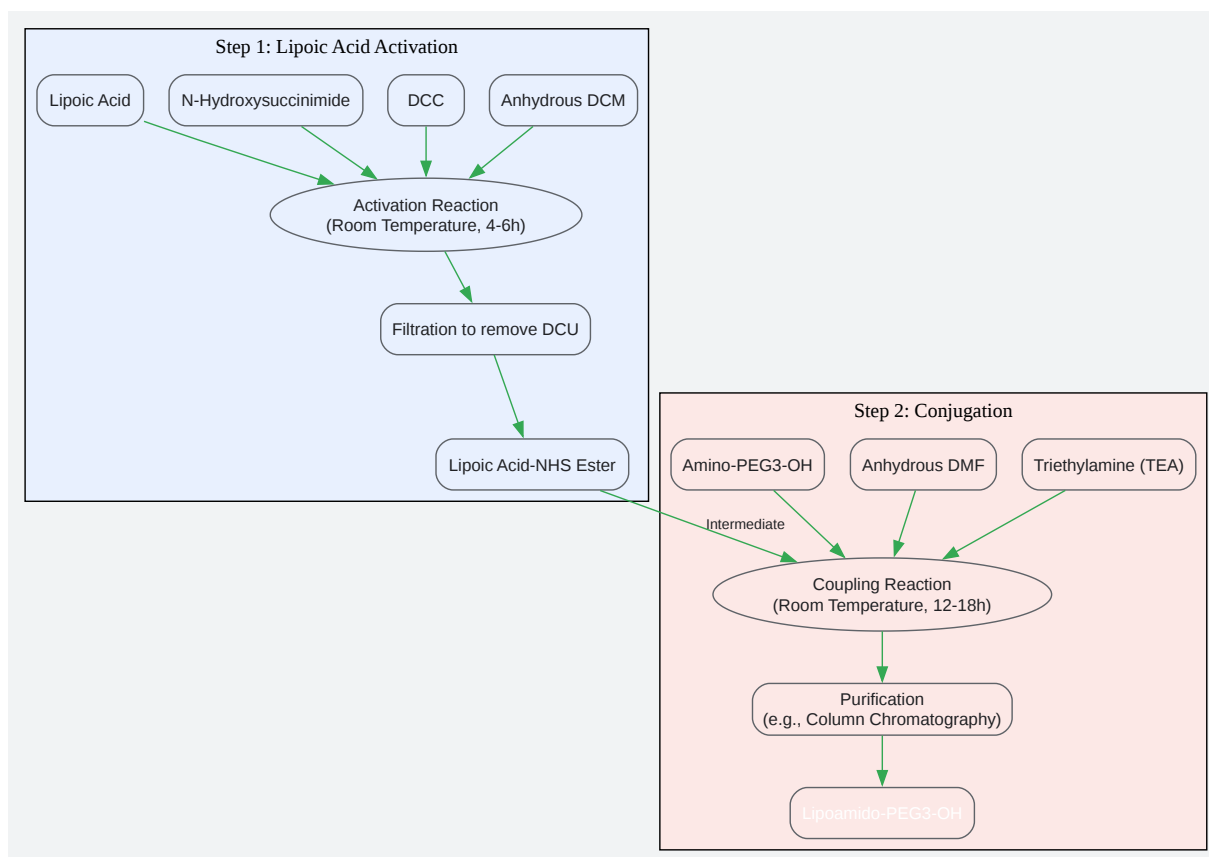 Step 1: Lipoic Acid Activation
Lipoic Acid
N-Hydroxysuccinimide
DCC
Anhydrous DCM
Activation Reaction
(Room Temperature, 4-6h)
Filtration to remove DCU
Lipoic Acid-NHS Ester
Step 2: Conjugation
Amino-PEG3-OH
Anhydrous DMF
Triethylamine (TEA)
Intermediate
Coupling Reaction
(Room Temperature, 12-18h)
Purification
(e.g., Column Chromatography)
Lipoamido-PEG3-OH